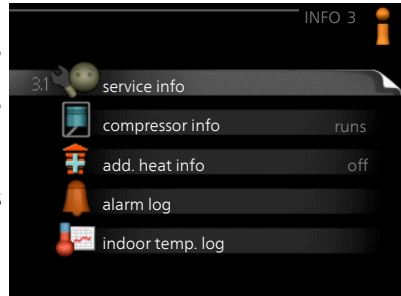 INFO 3
3.1 service info
compressor info runs
add. heat info off
alarm log
indoor temp. log